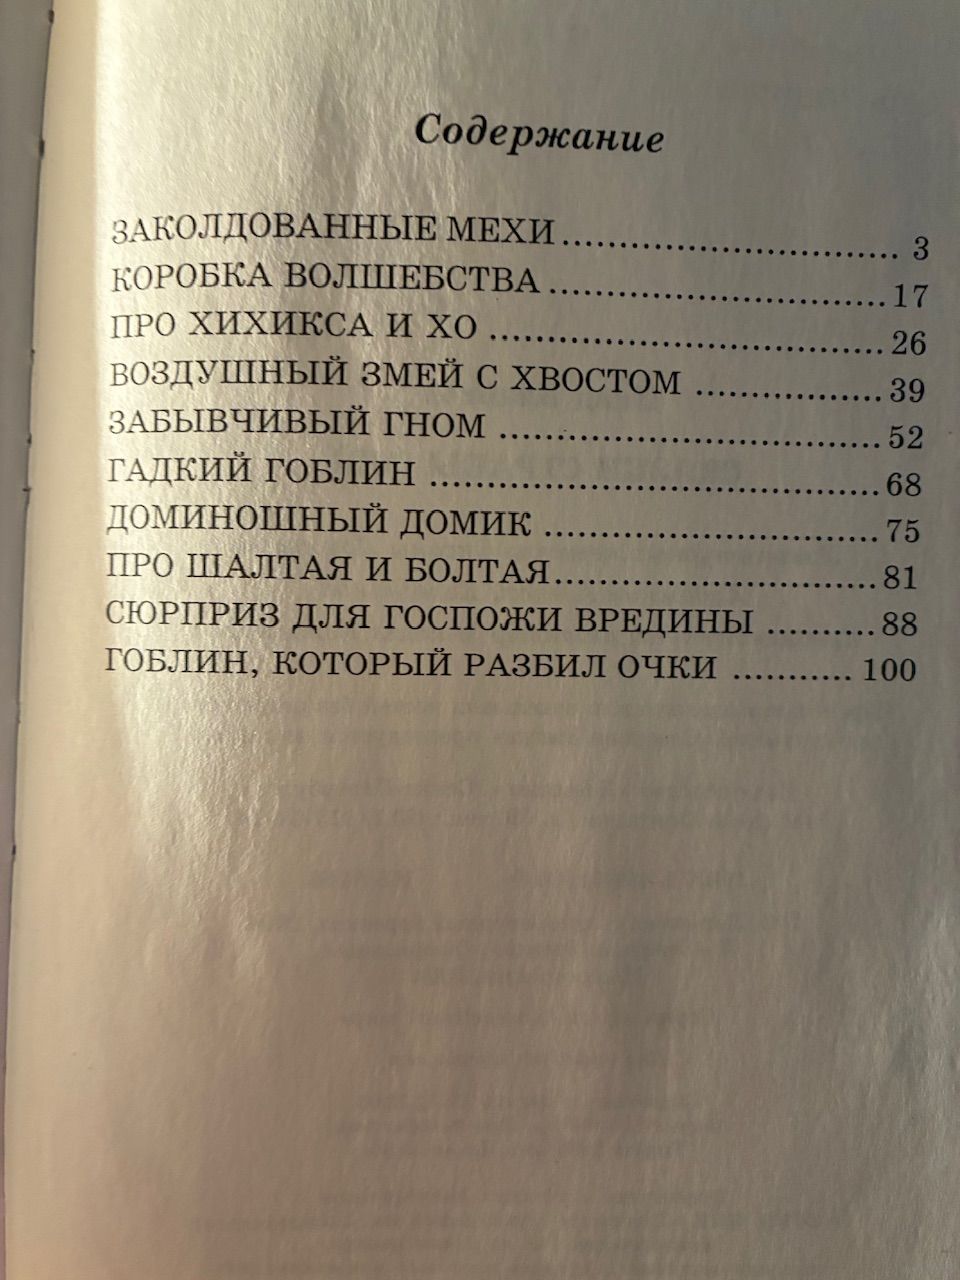 Содержание
ЗАКОЛДОВАННЫЕ МЕХИ.............................. 3
КОРОБКА ВОЛШЕБСТВА..............................17
ПРО ХИХИКСА И ХО ...................................26
ВОЗДУШНЫЙ ЗМЕЙ С ХВОСТОМ .................39
ЗАБЫВЧИВЫЙ ГНОМ ..................................52
ГАДКИЙ ГОБЛИН ........................................68
ДОМИНОШНЫЙ ДОМИК ..............................75
ПРО ШАЛТАЯ И БОЛТАЯ.............................81
СЮРПРИЗ ДЛЯ ГОСПОЖИ ВРЕДИНЫ ..........88
ГОБЛИН, КОТОРЫЙ РАЗБИЛ ОЧКИ ........... 100